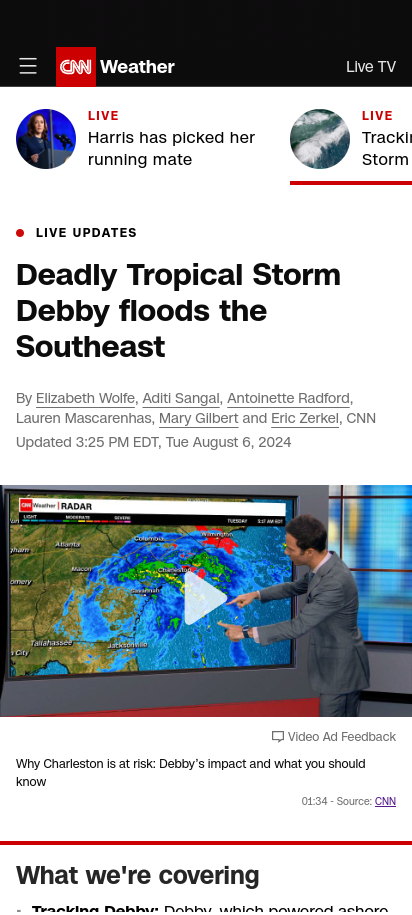 CNN Weather
Live TV
LIVE
Harris has picked her
running mate
LIVE
Trackin
Storm
LIVE UPDATES
Deadly Tropical Storm
Debby floods the
Southeast
By Elizabeth Wolfe, Aditi Sangal, Antoinette Radford,
Lauren Mascarenhas, Mary Gilbert and Eric Zerkel, CNN
Updated 3:25 PM EDT, Tue August 6, 2024
CNN Weather RADAR
LIGHT MODERATE SEVERE
TUESDAY 5:17 AM EDT
Atlanta
Columbia
Wilmington
Macon
Charleston
Savannah
Tallahassee
Jacksonville
Video Ad Feedback
Why Charleston is at risk: Debby’s impact and what you should
know
01:34 - Source: CNN
What we're covering
Tracking Debby: Debby, which powered ashore